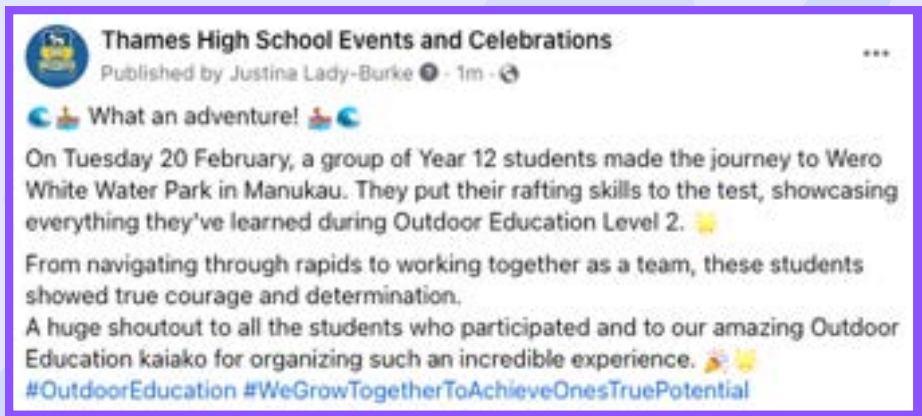 Thames High School Events and Celebrations
Published by Justina Lady-Burke · 1m ·
🌊🚣 What an adventure! 🚣🌊
On Tuesday 20 February, a group of Year 12 students made the journey to Wero
White Water Park in Manukau. They put their rafting skills to the test, showcasing
everything they've learned during Outdoor Education Level 2. 🌟
From navigating through rapids to working together as a team, these students
showed true courage and determination.
A huge shoutout to all the students who participated and to our amazing Outdoor
Education kaiako for organizing such an incredible experience. 🎉🌟
#OutdoorEducation #WeGrowTogetherToAchieveOnesTruePotential